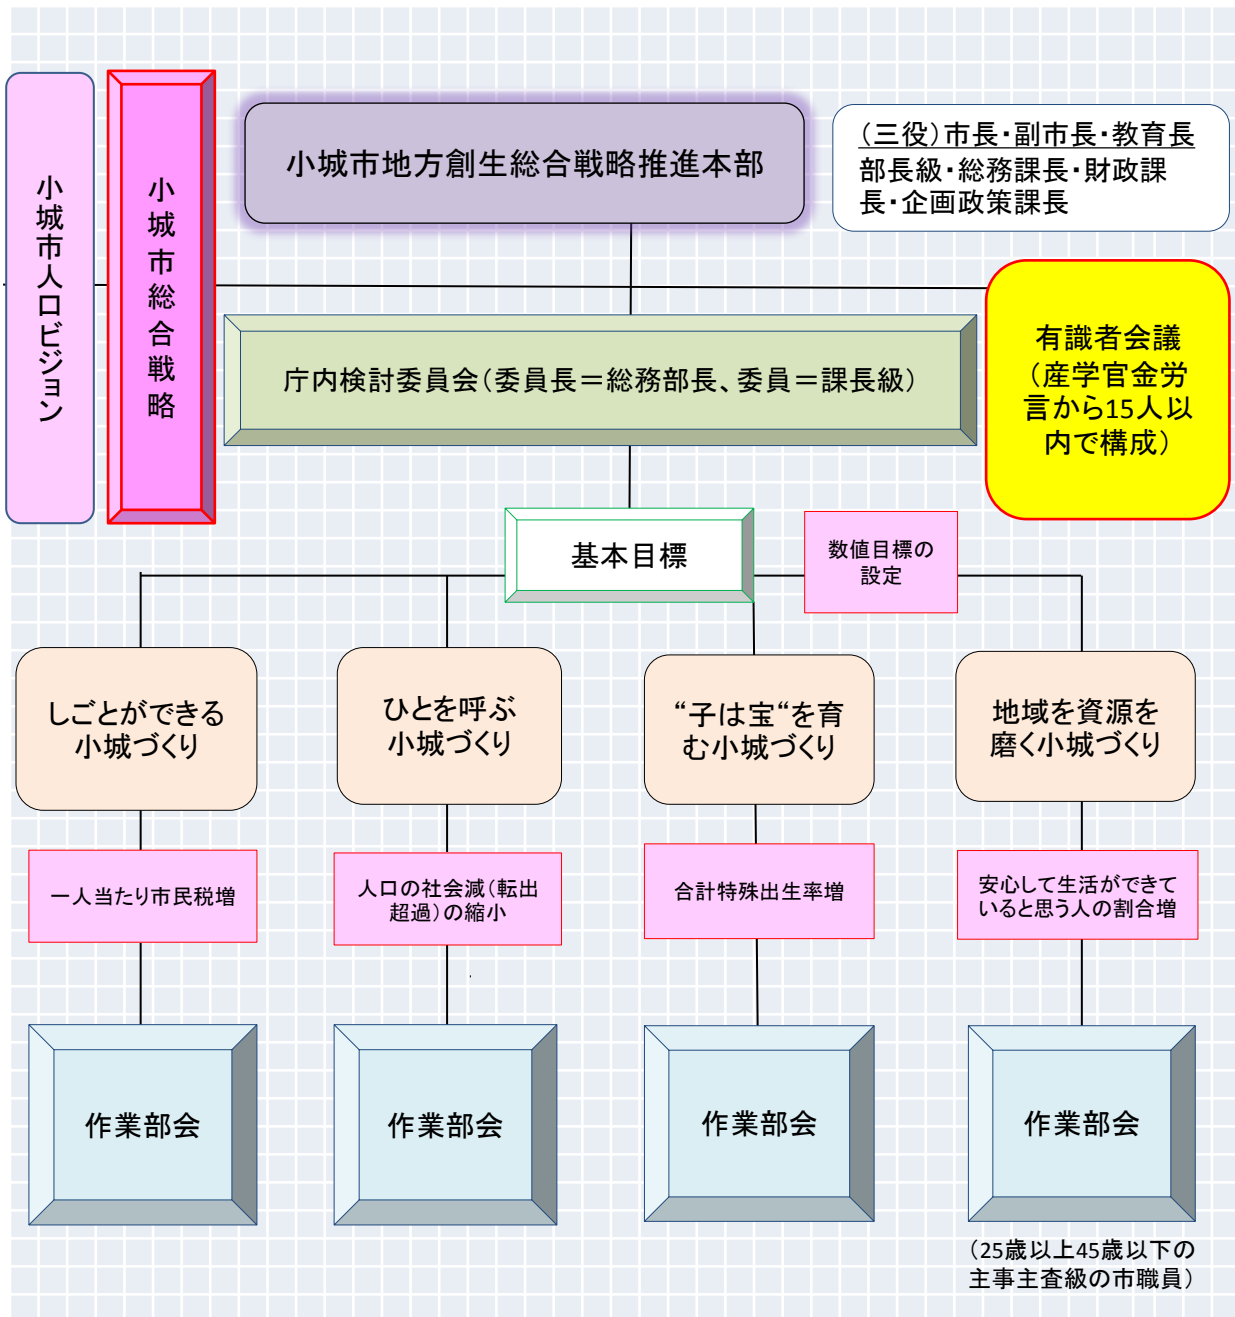 小城市人口ビジョン
小城市総合戦略
小城市地方創生総合戦略推進本部
（三役）市長・副市長・教育長
部長級・総務課長・財政課
長・企画政策課長
有識者会議
（産学官金労
言から15人以
内で構成）
庁内検討委員会（委員長＝総務部長、委員＝課長級）
基本目標
数値目標の
設定
しごとができる
小城づくり
ひとを呼ぶ
小城づくり
“子は宝“を育
む小城づくり
地域を資源を
磨く小城づくり
一人当たり市民税増
人口の社会減（転出
超過）の縮小
合計特殊出生率増
安心して生活ができて
いると思う人の割合増
作業部会
作業部会
作業部会
作業部会
（25歳以上45歳以下の
主事主査級の市職員）